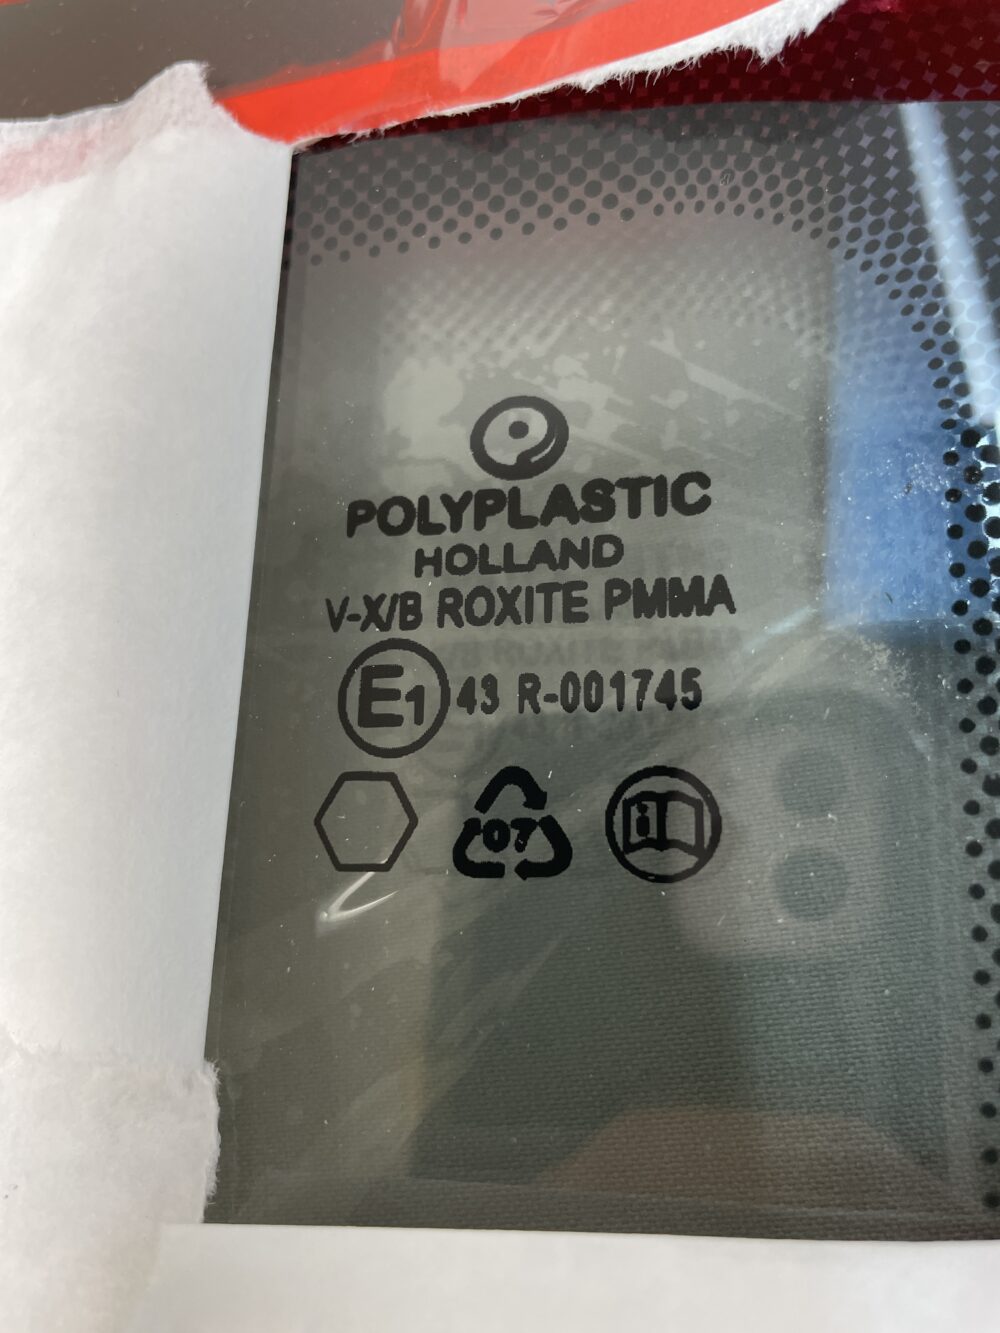 POLYPLASTIC
HOLLAND
V-X/B ROXITE PMMA
E1 43 R-001745
07
i